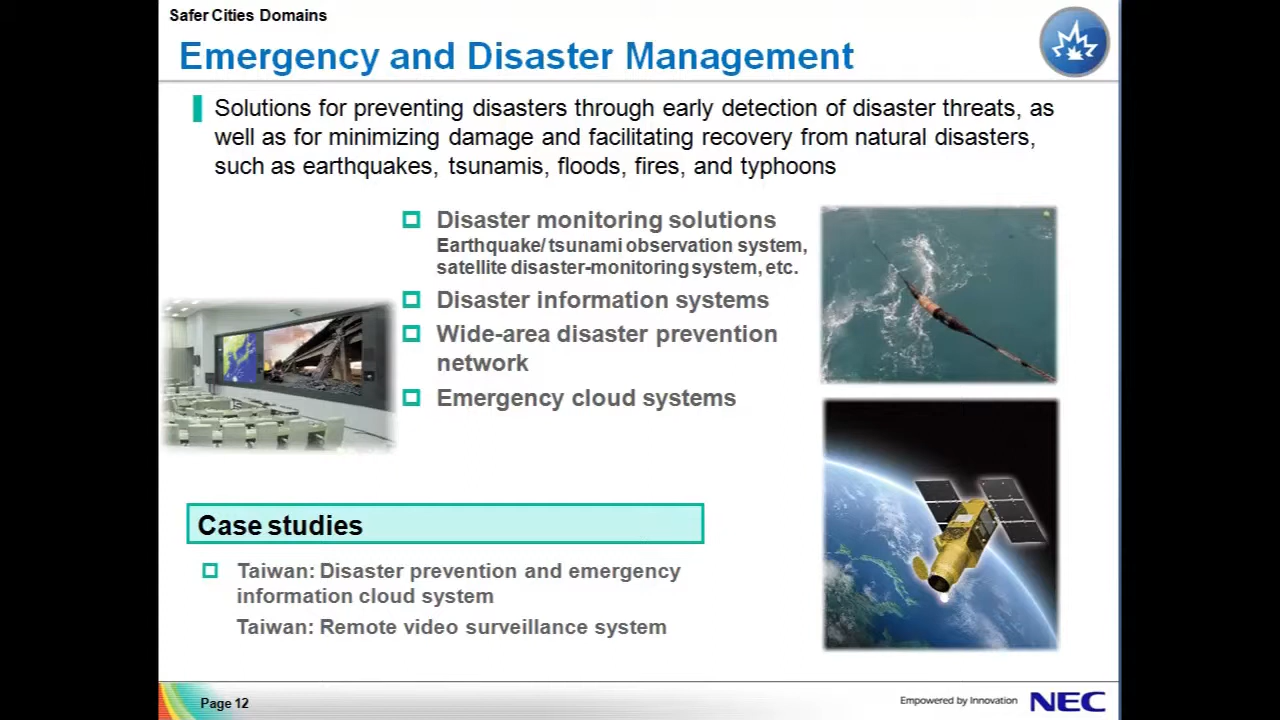 Safer Cities Domains
Emergency and Disaster Management
Solutions for preventing disasters through early detection of disaster threats, as
well as for minimizing damage and facilitating recovery from natural disasters,
such as earthquakes, tsunamis, floods, fires, and typhoons
Disaster monitoring solutions
Earthquake/ tsunami observation system,
satellite disaster-monitoring system, etc.
Disaster information systems
Wide-area disaster prevention
network
Emergency cloud systems
Case studies
Taiwan: Disaster prevention and emergency
information cloud system
Taiwan: Remote video surveillance system
Page 12
Empowered by Innovation
NEC